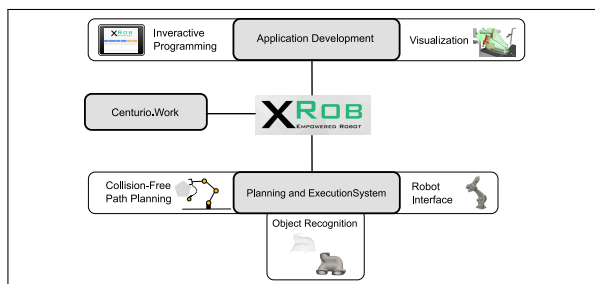 Inveractive
Programming
Application Development
Visualization
Centurio.Work
XROB
EMPOWERED ROBOT
Collision-Free
Path Planning
Planning and ExecutionSystem
Robot
Interface
Object Recognition